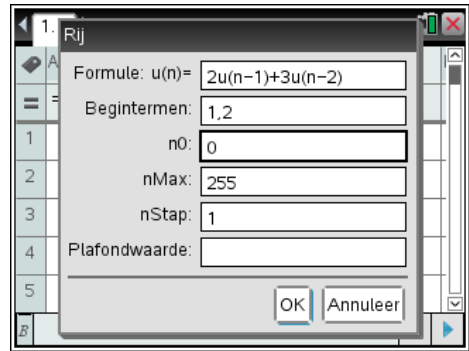 1.
Rij
A
Formule: u(n)= 2u(n−1)+3u(n−2)
= =
Begintermen: 1,2
1
n0: 0
2
nMax: 255
3
nStap: 1
4
Plafondwaarde:
5
OK Annuleer
B